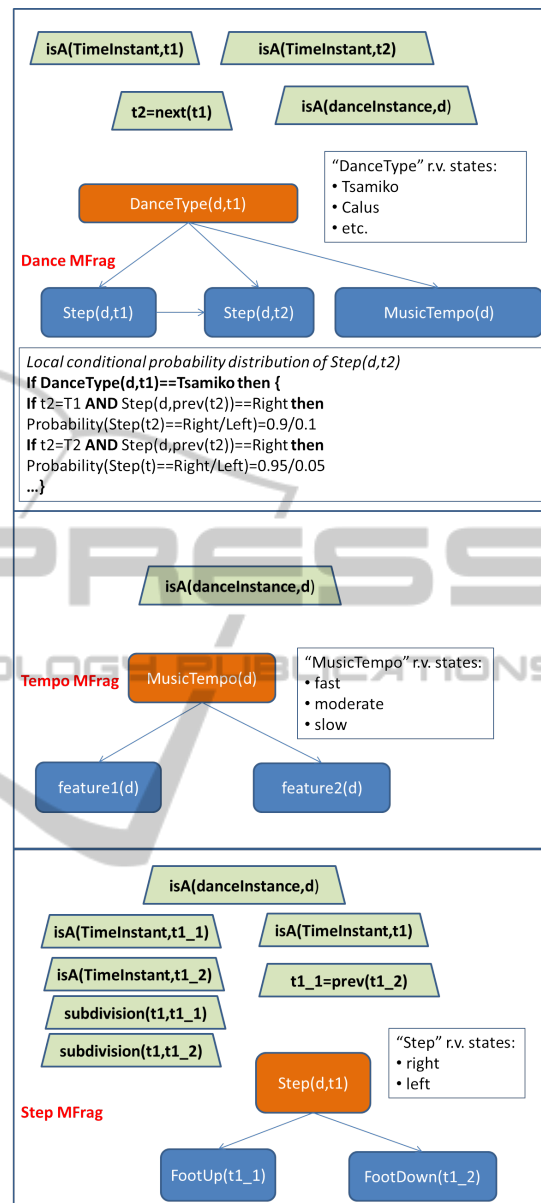 isA(TimeInstant,t1)
isA(TimeInstant,t2)
t2=next(t1)
isA(danceInstance,d)
"DanceType" r.v. states:
• Tsamiko
• Calus
• etc.
DanceType(d,t1)
Dance MFrag
Step(d,t1)
Step(d,t2)
MusicTempo(d)
Local conditional probability distribution of Step(d,t2)
If DanceType(d,t1)==Tsamiko then {
If t2=T1 AND Step(d,prev(t2))==Right then
Probability(Step(t2)==Right/Left)=0.9/0.1
If t2=T2 AND Step(d,prev(t2))==Right then
Probability(Step(t)==Right/Left)=0.95/0.05
...}
PRESS
isA(danceInstance,d)
OLOGY PUBLICATIONS
"MusicTempo" r.v. states:
• fast
• moderate
• slow
MusicTempo(d)
Tempo MFrag
feature1(d)
feature2(d)
isA(danceInstance,d)
isA(TimeInstant,t1_1)
isA(TimeInstant,t1)
isA(TimeInstant,t1_2)
t1_1=prev(t1_2)
subdivision(t1,t1_1)
subdivision(t1,t1_2)
"Step" r.v. states:
• right
• left
Step(d,t1)
Step MFrag
FootUp(t1_1)
FootDown(t1_2)